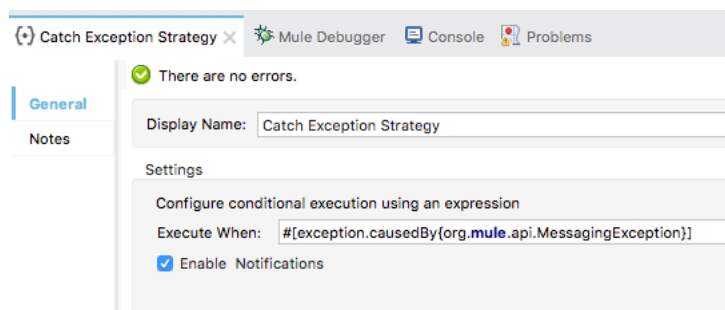 Catch Exception Strategy Mule Debugger Console Problems
There are no errors.
General
Notes
Display Name: Catch Exception Strategy
Settings
Configure conditional execution using an expression
Execute When: #[exception.causedBy{org.mule.api.MessagingException}]
Enable Notifications